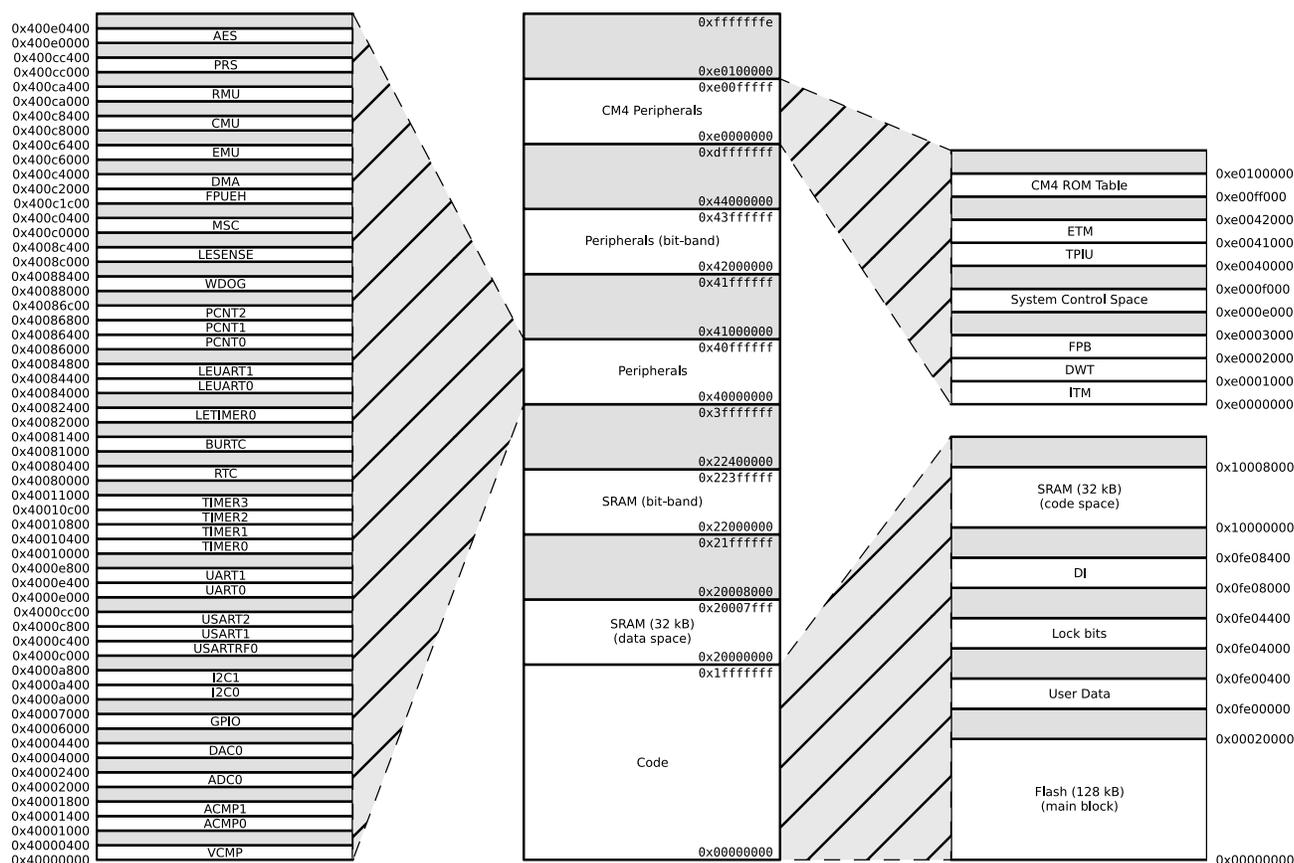 0x400e0400
AES
0x400e0000
0x400cc400
PRS
0x400cc000
0x400ca400
RMU
0x400ca000
0x400c8400
CMU
0x400c8000
0x400c6400
EMU
0x400c6000
0x400c4000
DMA
0x400c2000
FPUEH
0x400c1c00
0x400c0400
MSC
0x400c0000
0x4008c400
LESENSE
0x4008c000
0x40088400
WDOG
0x40088000
0x40086c00
PCNT2
0x40086800
PCNT1
0x40086400
PCNT0
0x40086000
0x40084800
LEUART1
0x40084400
LEUART0
0x40084000
0x40082400
LETIMER0
0x40082000
0x40081400
BURTC
0x40081000
0x40080400
RTC
0x40080000
0x40011000
TIMER3
0x40010c00
TIMER2
0x40010800
TIMER1
0x40010400
TIMER0
0x40010000
0x4000e800
UART1
0x4000e400
UART0
0x4000e000
0x4000cc00
USART2
0x4000c800
USART1
0x4000c400
USARTRF0
0x4000c000
0x4000a800
I2C1
0x4000a400
I2C0
0x4000a000
0x40007000
GPIO
0x40006000
0x40004400
DAC0
0x40004000
0x40002400
ADC0
0x40002000
0x40001800
ACMP1
0x40001400
ACMP0
0x40001000
0x40000400
VCMP
0x40000000
0xfffffffe
0xe0100000
0xe00fffff
CM4 Peripherals
0xe0000000
0xdfffffff
0x44000000
0x43ffffff
Peripherals (bit-band)
0x42000000
0x41ffffff
0x41000000
0x40ffffff
Peripherals
0x40000000
0x3fffffff
0x22400000
0x223fffff
SRAM (bit-band)
0x22000000
0x21ffffff
0x20008000
0x20007fff
SRAM (32 kB)
(data space)
0x20000000
0x1fffffff
Code
0x00000000
0xe0100000
CM4 ROM Table
0xe00ff000
0xe0042000
ETM
0xe0041000
TPIU
0xe0040000
0xe000f000
System Control Space
0xe000e000
0xe0003000
FPB
0xe0002000
DWT
0xe0001000
ITM
0xe0000000
0x10008000
SRAM (32 kB)
(code space)
0x10000000
0x0fe08400
DI
0x0fe08000
0x0fe04400
Lock bits
0x0fe04000
0x0fe00400
User Data
0x0fe00000
0x00020000
Flash (128 kB)
(main block)
0x00000000